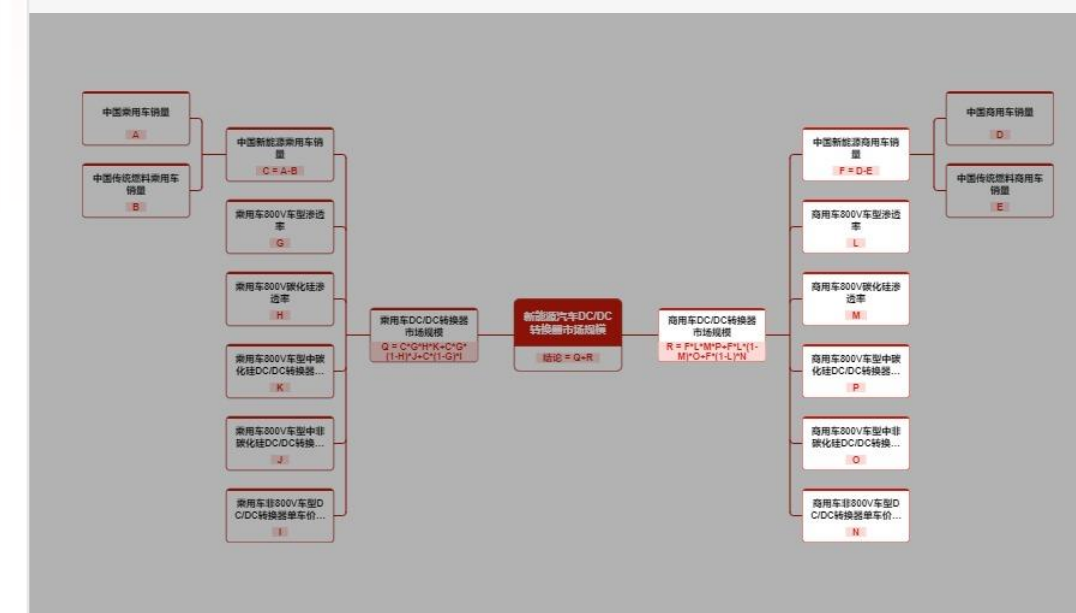 中国乘用车销量
A
中国传统燃料乘用车
销量
B
中国新能源乘用车销
量
C = A-B
乘用车800V车型渗透
率
G
乘用车800V碳化硅渗
透率
H
乘用车800V车型中碳
化硅DC/DC转换器...
K
乘用车800V车型中非
碳化硅DC/DC转换...
J
乘用车非800V车型D
C/DC转换器单车价...
I
乘用车DC/DC转换器
市场规模
Q = C*G*H*K+C*G*
(1-H)*J+C*(1-G)*I
新能源汽车DC/DC
转换器市场规模
结论 = Q+R
商用车DC/DC转换器
市场规模
R = F*L*M*P+F*L*(1-
M)*O+F*(1-L)*N
中国新能源商用车销
量
F = D-E
商用车800V车型渗透
率
L
商用车800V碳化硅渗
透率
M
商用车800V车型中碳
化硅DC/DC转换器...
P
商用车800V车型中非
碳化硅DC/DC转换...
O
商用车非800V车型D
C/DC转换器单车价...
N
中国商用车销量
D
中国传统燃料商用车
销量
E